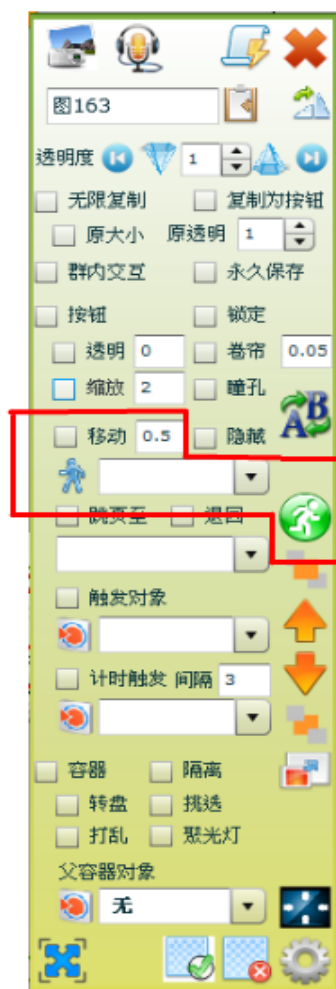 图163
透明度 1
无限复制 复制为按钮
原大小 原透明 1
群内交互 永久保存
按钮 锁定
透明 0 卷帘 0.05
缩放 2 瞳孔
AB
移动 0.5 隐藏
跳页至 退回
触发对象
计时触发 间隔 3
容器 隔离
转盘 挑选
打乱 聚光灯
父容器对象
无